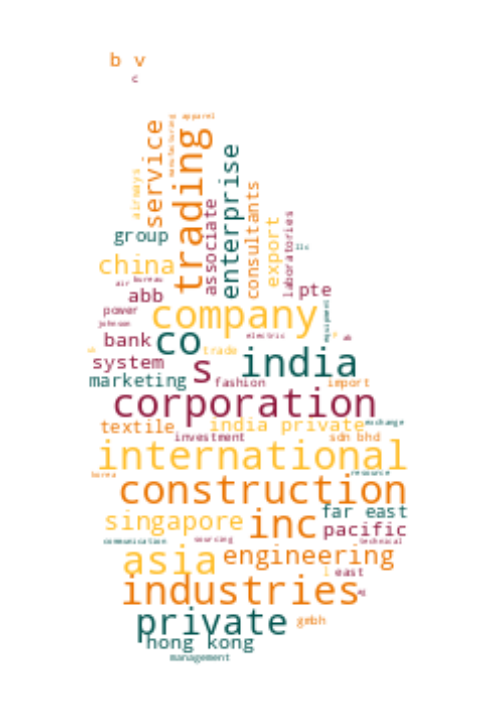 b v
c
apparel
manufacturing
service
trading
airways
enterprise
associate
consultants
export
laboratories
group
llc
china
air
bureau
abb
pte
power
company
equipment
johnson
bank
co
electric
ab
trade
system
s
india
marketing
fashion
import
corporation
textile
india private
exchange
investment
sdn bhd
international
korea
resource
construction
far east
singapore
inc
pacific
communication
sourcing
technical
asia
engineering
east
industries
ag
private
gmbh
hong kong
management